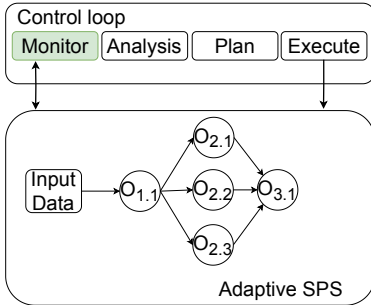 Control loop
Monitor Analysis Plan Execute
O2.1
Input
Data
O1.1 O2.2 O3.1
O2.3
Adaptive SPS